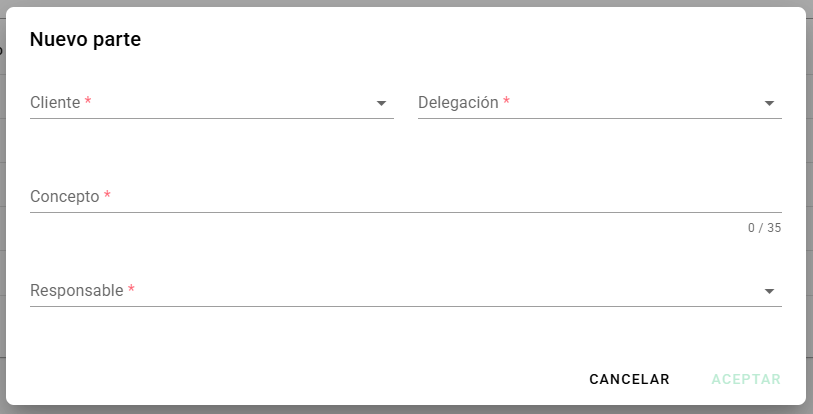 Nuevo parte
Cliente *
Delegación *
Concepto *
0 / 35
Responsable *
CANCELAR
ACEPTAR